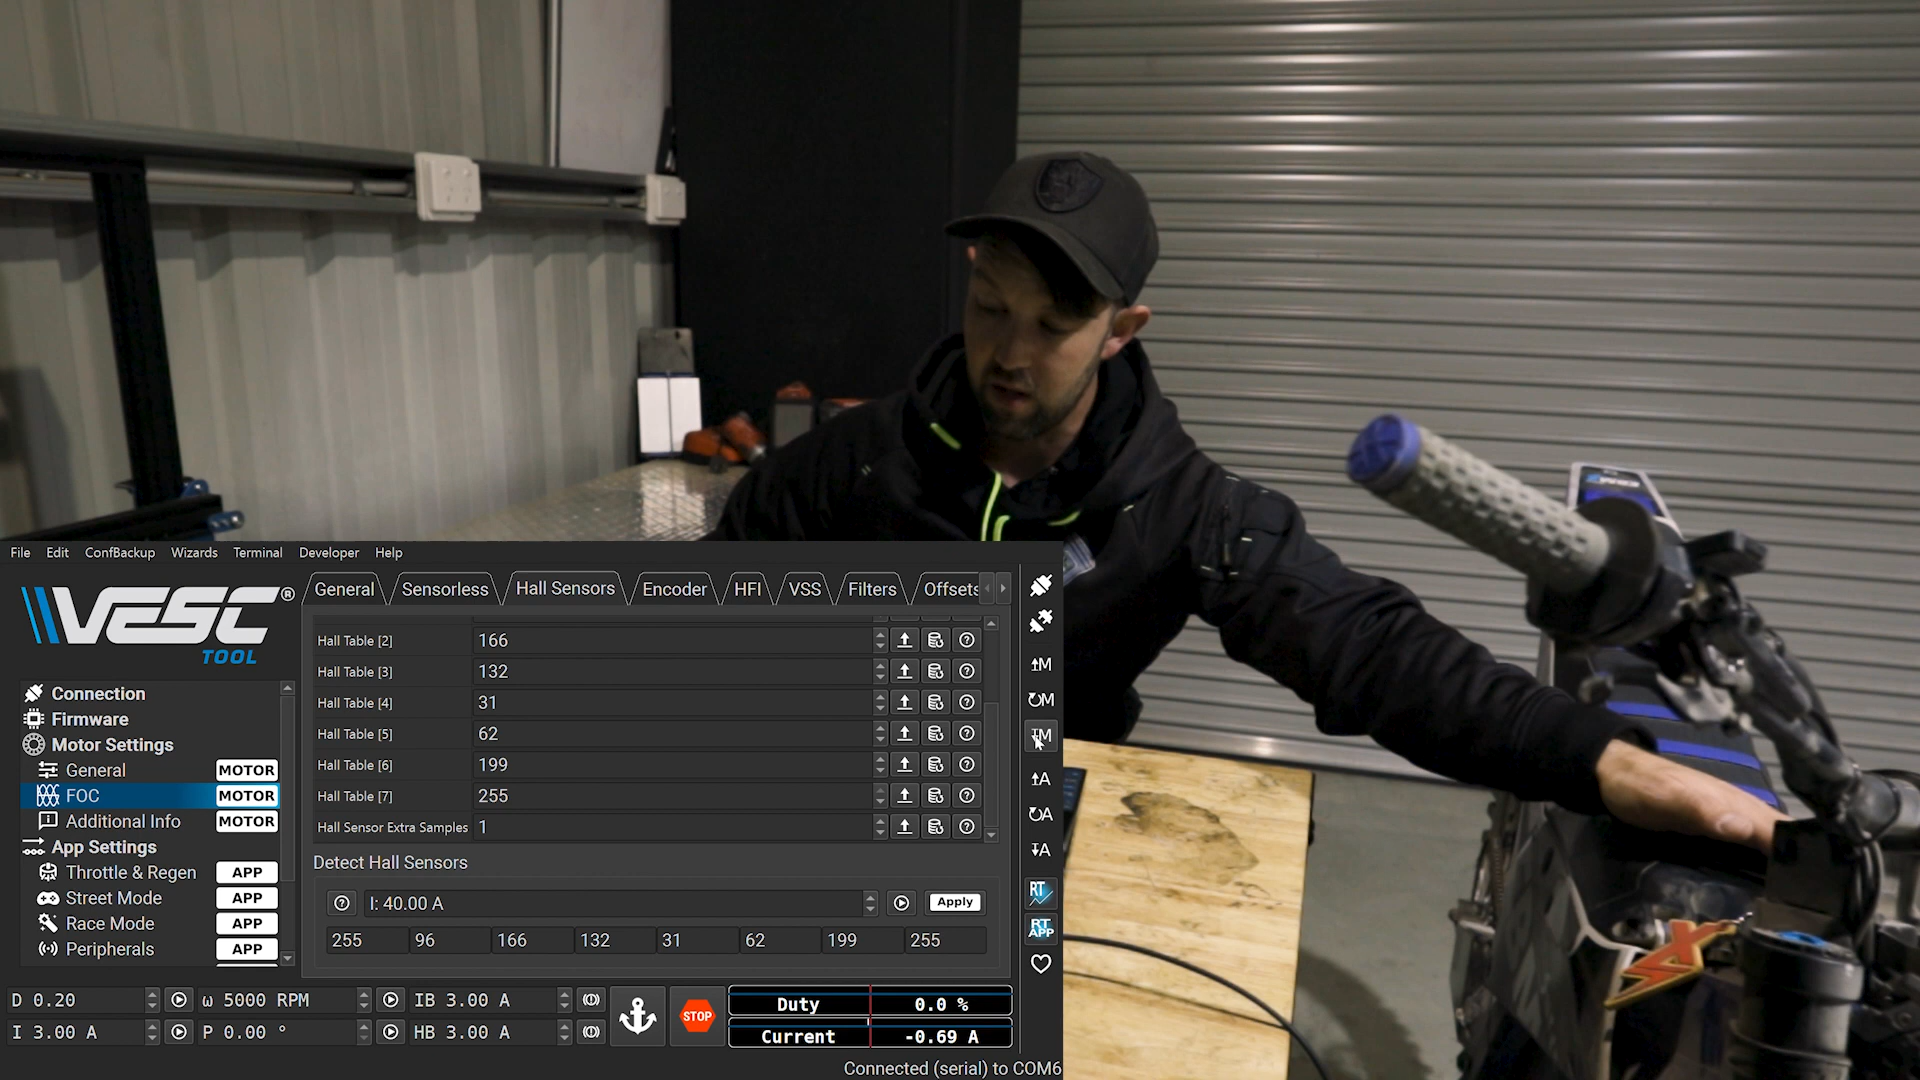 File Edit ConfBackup Wizards Terminal Developer Help
VESC®
TOOL
Connection
Firmware
Motor Settings
General MOTOR
FOC MOTOR
Additional Info MOTOR
App Settings
Throttle & Regen APP
Street Mode APP
Race Mode APP
Peripherals APP
General Sensorless Hall Sensors Encoder HFI VSS Filters Offsets
Hall Table [2] 166
Hall Table [3] 132
Hall Table [4] 31
Hall Table [5] 62
Hall Table [6] 199
Hall Table [7] 255
Hall Sensor Extra Samples 1
Detect Hall Sensors
I: 40.00 A Apply
255 96 166 132 31 62 199 255
↑M
↻M
↧M
↑A
↻A
↧A
RT
RT
APP
D 0.20 ω 5000 RPM IB 3.00 A
I 3.00 A P 0.00 ° HB 3.00 A
STOP
Duty 0.0 %
Current -0.69 A
Connected (serial) to COM6